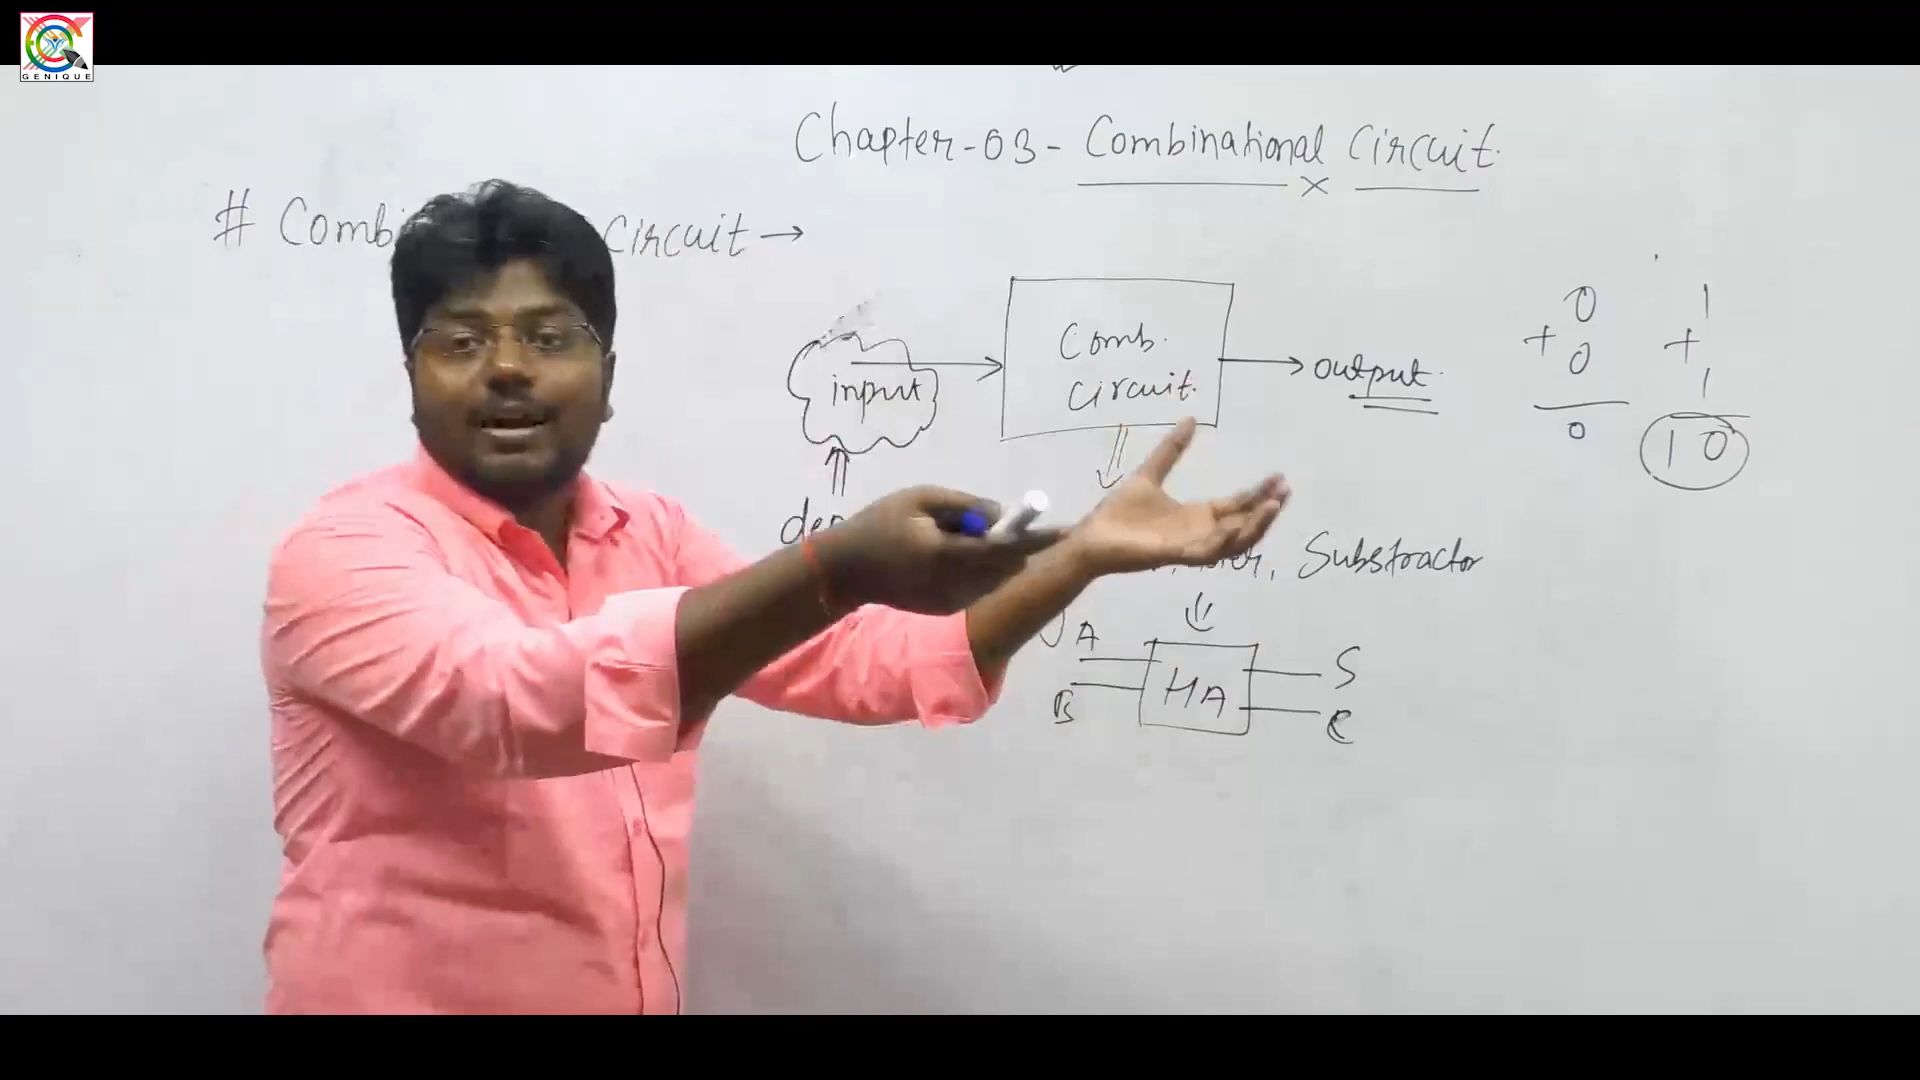 GENIQUE
Chapter-03- Combinational Circuit
# Comb Circuit →
input → Comb. Circuit → output
0 + 0 0
1 + 1 10
Substractor
A
B
HA
S
C